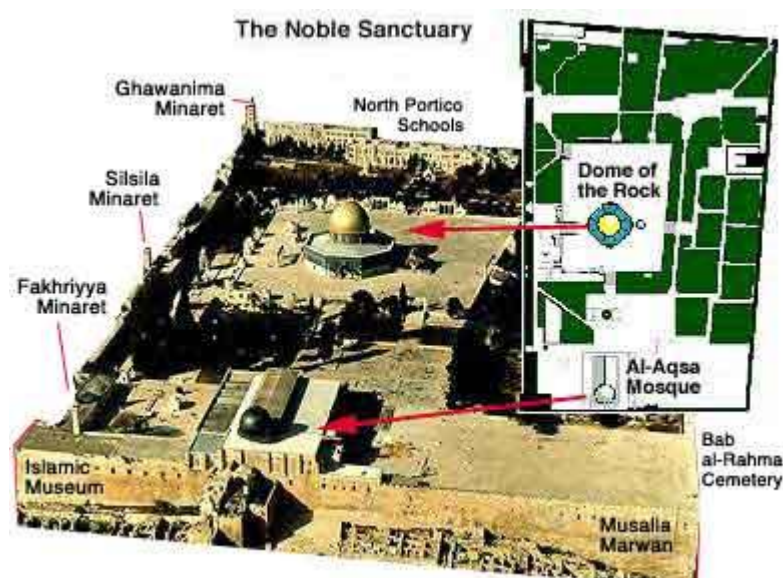 The Noble Sanctuary
Ghawanima
Minaret
North Portico
Schools
Silsila
Minaret
Dome of
the Rock
Fakhriyya
Minaret
Al-Aqsa
Mosque
Islamic
Museum
Bab
al-Rahma
Cemetery
Musalla
Marwan